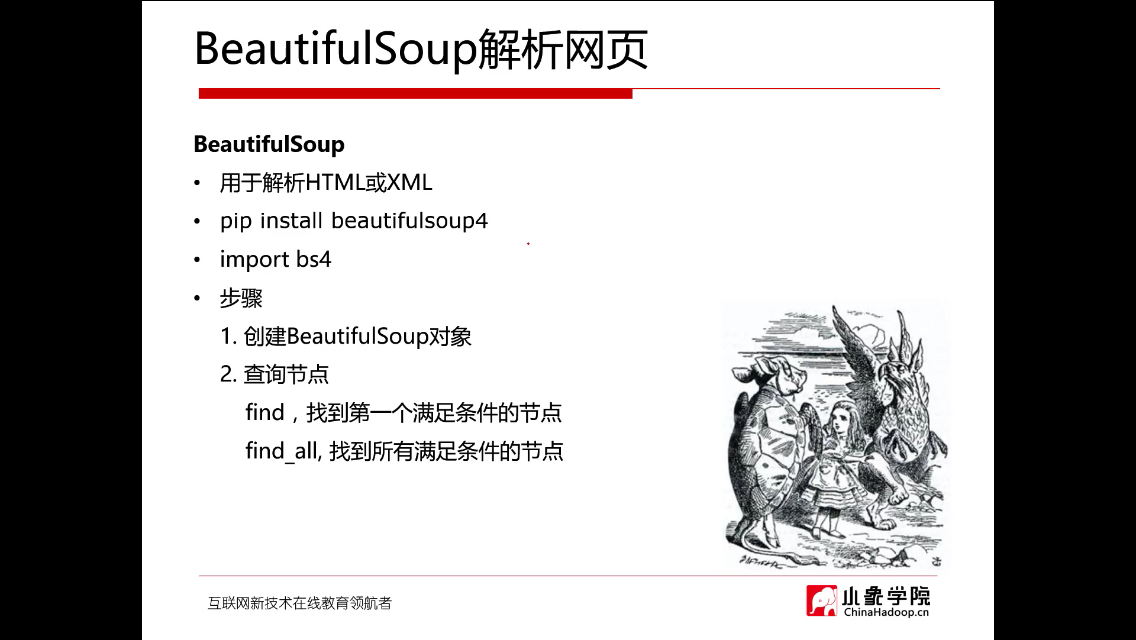 BeautifulSoup解析网页
BeautifulSoup
• 用于解析HTML或XML
• pip install beautifulsoup4
• import bs4
• 步骤
1. 创建BeautifulSoup对象
2. 查询节点
find，找到第一个满足条件的节点
find_all, 找到所有满足条件的节点
互联网新技术在线教育领航者
小象学院
ChinaHadoop.cn